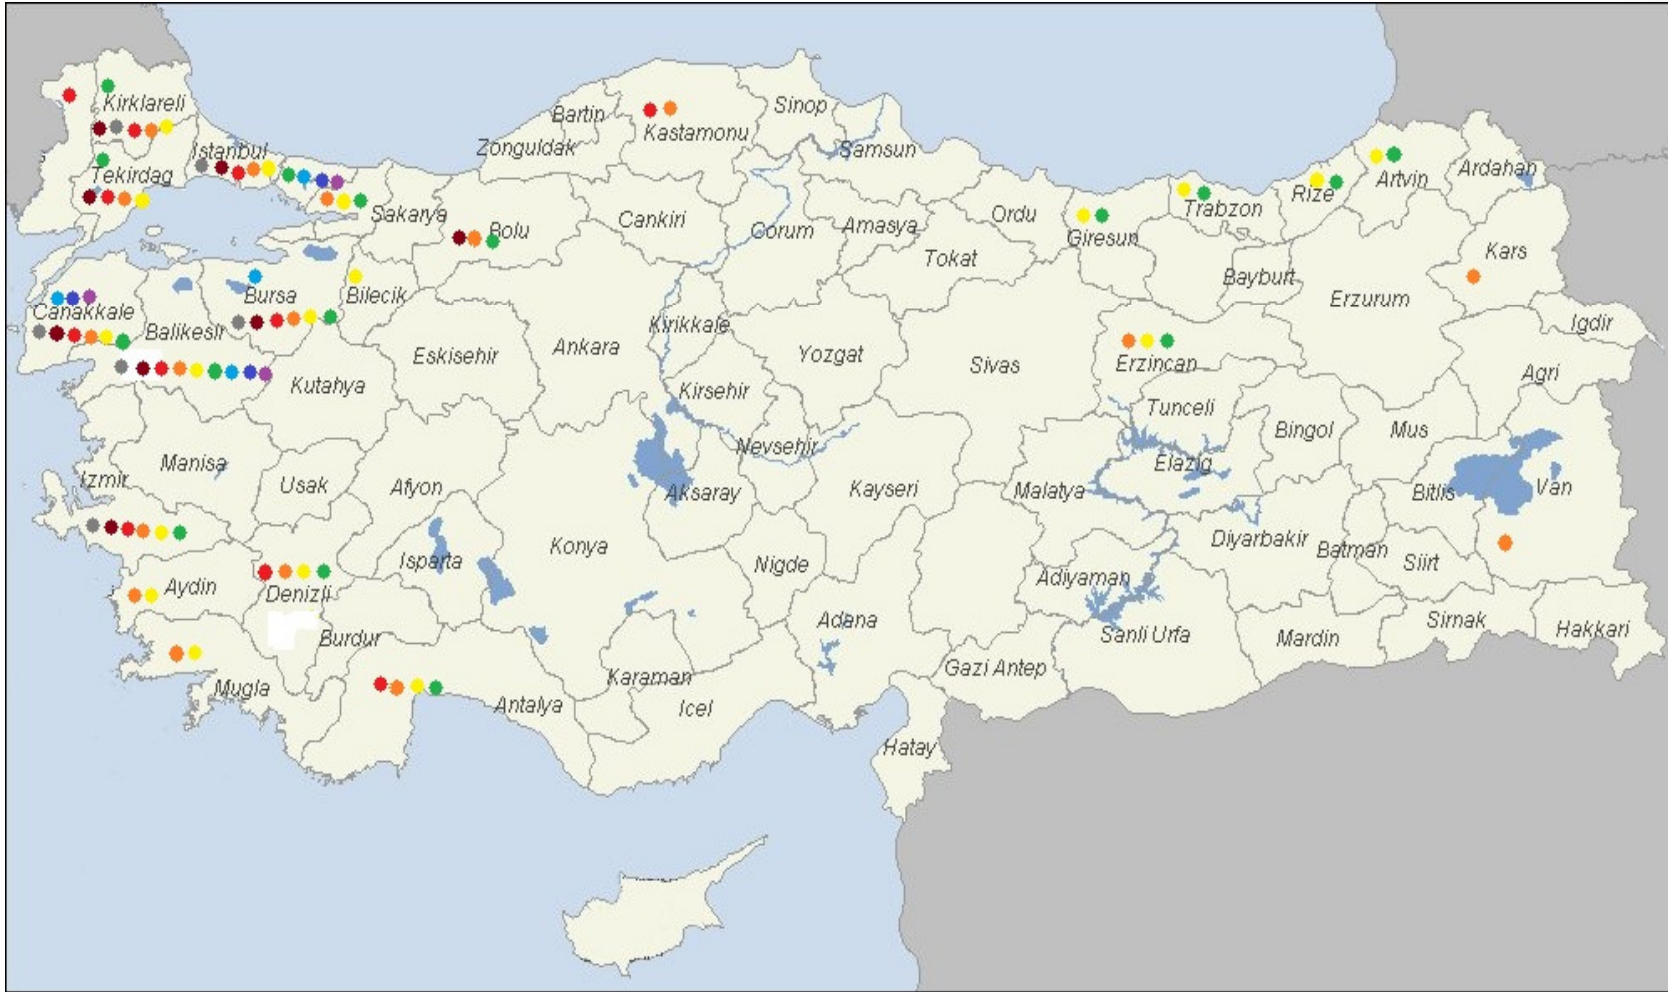 Kirklareli
Bartin
Sinop
Kastamonu
Zonguldak
Istanbul
Samsun
Tekirdag
Ardahan
Artvin
Rize
Trabzon
Sakarya
Bolu
Cankiri
Corum
Amasya
Ordu
Giresun
Tokat
Kars
Bayburt
Erzurum
Bursa
Bilecik
Canakkale
Balikesir
Kirikkale
Igdir
Eskisehir
Ankara
Yozgat
Sivas
Erzincan
Agri
Kutahya
Kirsehir
Tunceli
Bingol
Mus
Nevsehir
Manisa
Elazig
Izmir
Usak
Afyon
Aksaray
Kayseri
Malatya
Bitlis
Van
Konya
Diyarbakir
Batman
Isparta
Nigde
Siirt
Adiyaman
Aydin
Denizli
Adana
Sanli Urfa
Mardin
Sirnak
Hakkari
Burdur
Gazi Antep
Karaman
Mugla
Antalya
Icel
Hatay